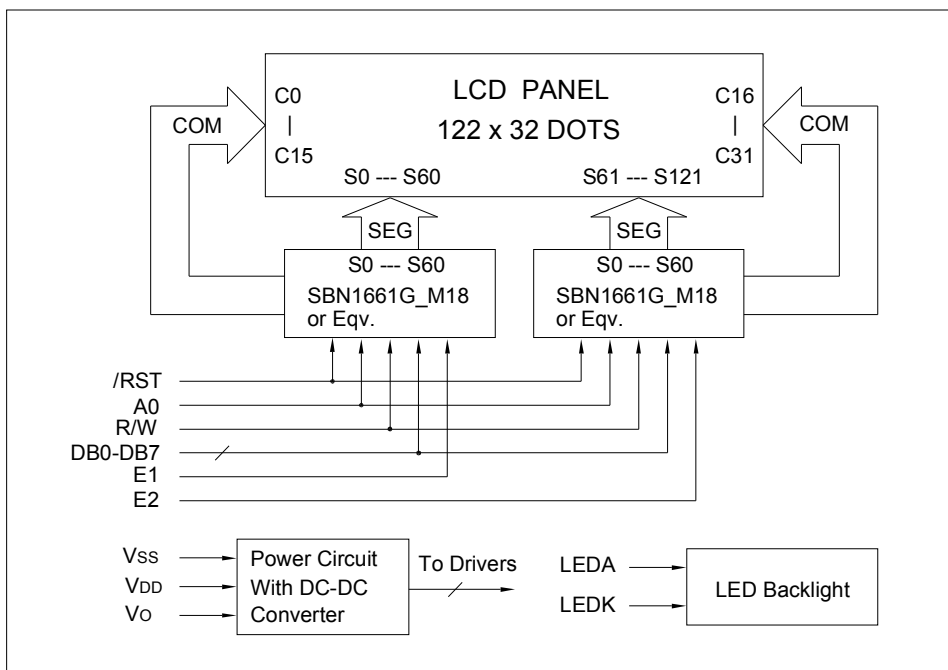 LCD PANEL
122 x 32 DOTS
C0
|
C15
C16
|
C31
COM
COM
S0 --- S60
S61 --- S121
SEG
SEG
S0 --- S60
SBN1661G_M18
or Eqv.
S0 --- S60
SBN1661G_M18
or Eqv.
/RST
A0
R/W
DB0-DB7
E1
E2
VSS
VDD
VO
Power Circuit
With DC-DC
Converter
To Drivers
LEDA
LEDK
LED Backlight